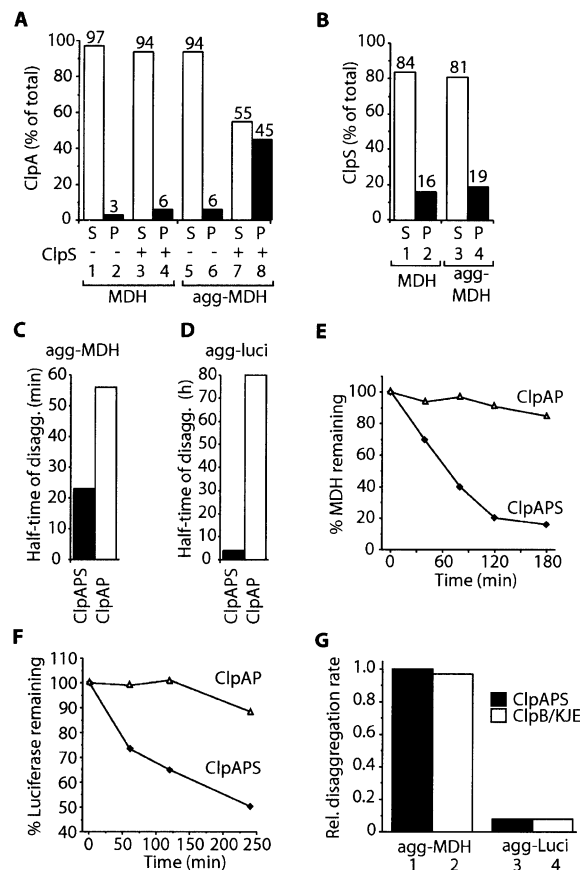 A
ClpA (% of total)
100
80
60
40
20
0
97
3
94
6
94
6
55
45
S P S P S P S P
ClpS - - + + - - + +
1 2 3 4 5 6 7 8
MDH agg-MDH
B
ClpS (% of total)
100
80
60
40
20
0
84
16
81
19
S P S P
1 2 3 4
MDH agg-
MDH
C
agg-MDH
Half-time of disagg. (min)
60
50
40
30
20
10
0
ClpAPS
ClpAP
D
agg-luci
Half-time of disagg. (h)
80
70
60
50
40
30
20
10
0
ClpAPS
ClpAP
E
% MDH remaining
100
80
60
40
20
ClpAP
ClpAPS
0 60 120 180
Time (min)
F
% Luciferase remaining
110
100
90
80
70
60
50
40
ClpAP
ClpAPS
0 50 100 150 200 250
Time (min)
G
Rel. disaggregation rate
1.0
0.8
0.6
0.4
0.2
0
ClpAPS
ClpB/KJE
agg-MDH agg-Luci
1 2 3 4